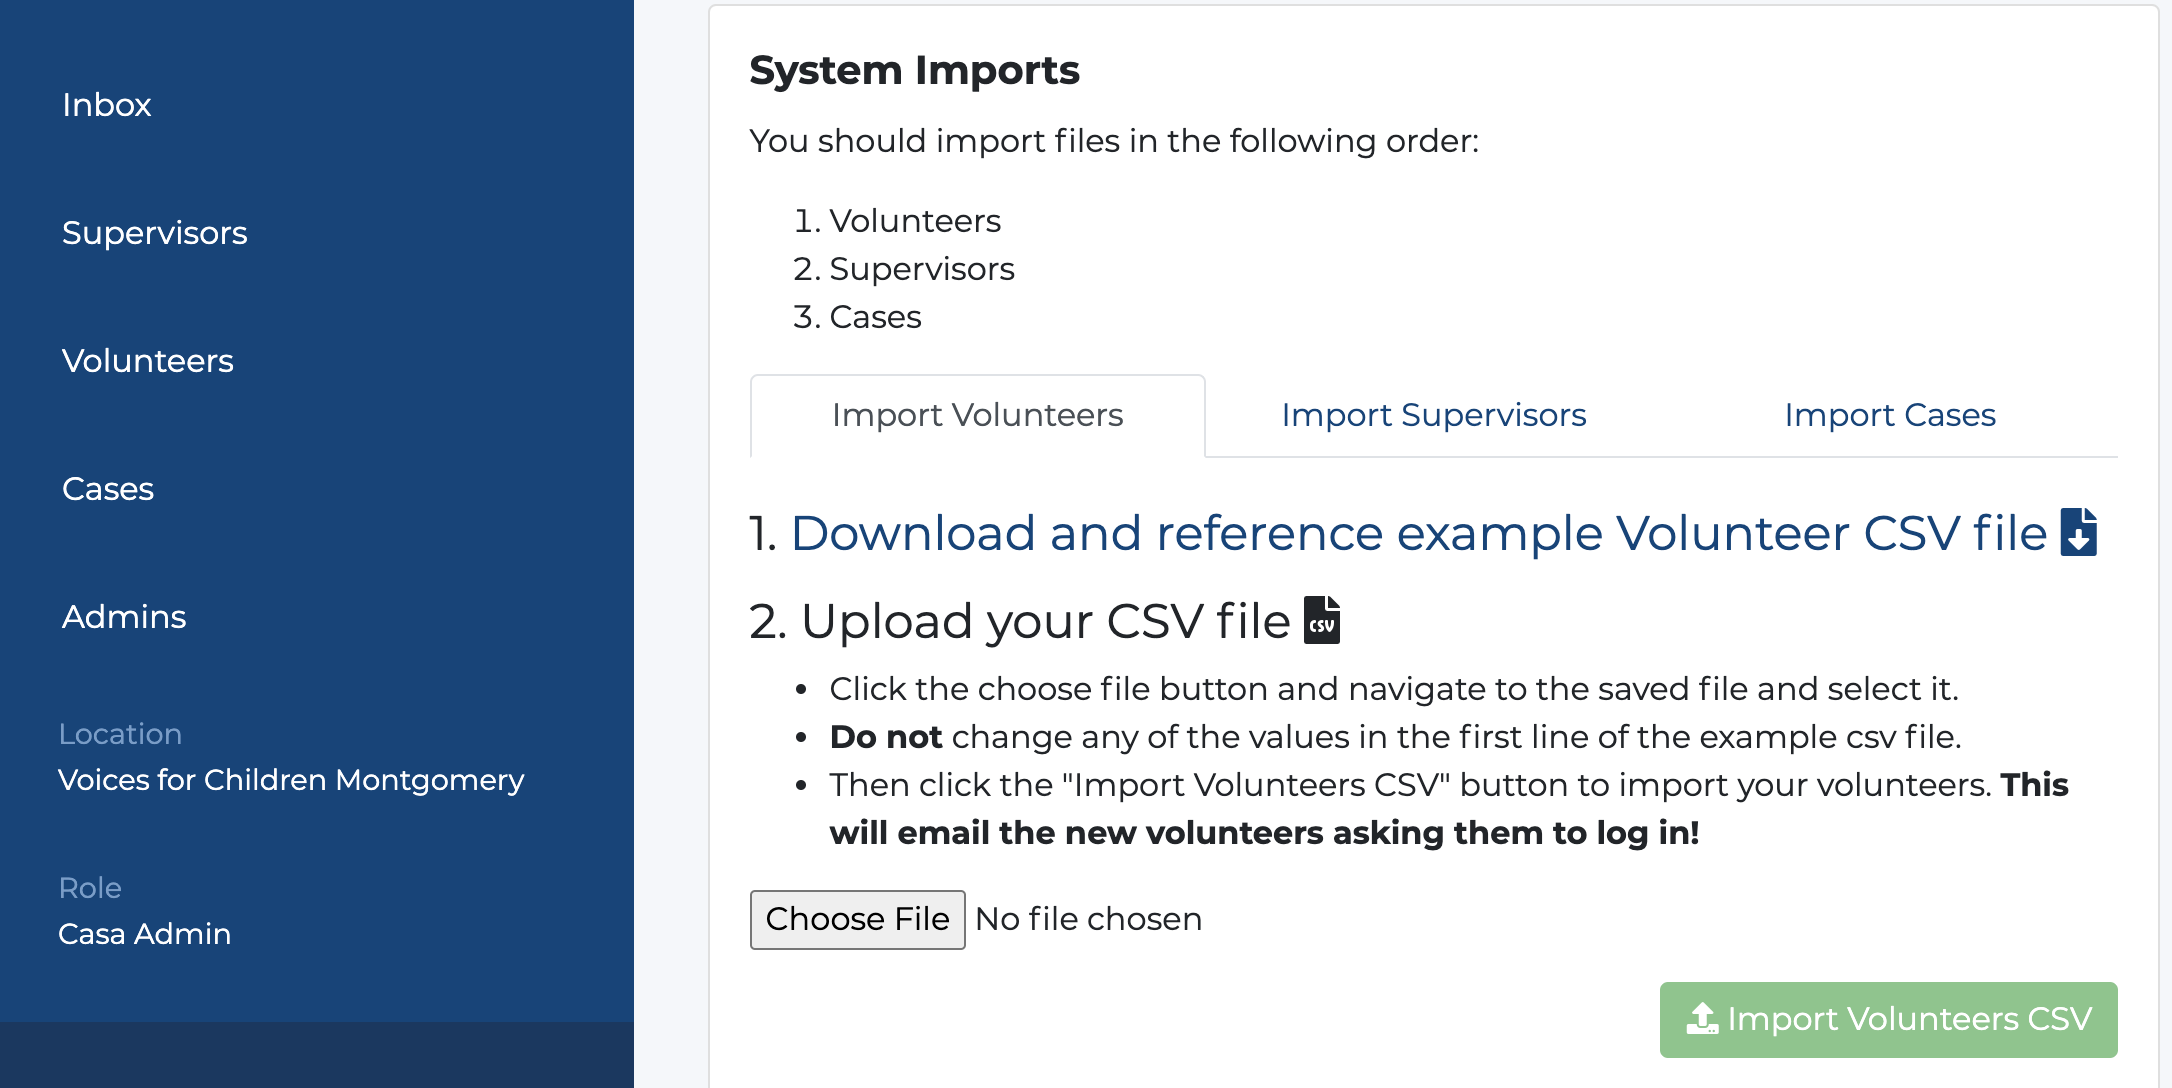 Inbox
Supervisors
Volunteers
Cases
Admins
Location
Voices for Children Montgomery
Role
Casa Admin
System Imports
You should import files in the following order:
1. Volunteers
2. Supervisors
3. Cases
Import Volunteers
Import Supervisors
Import Cases
1. Download and reference example Volunteer CSV file
2. Upload your CSV file
CSV
• Click the choose file button and navigate to the saved file and select it.
• Do not change any of the values in the first line of the example csv file.
• Then click the "Import Volunteers CSV" button to import your volunteers. This
will email the new volunteers asking them to log in!
Choose File No file chosen
Import Volunteers CSV